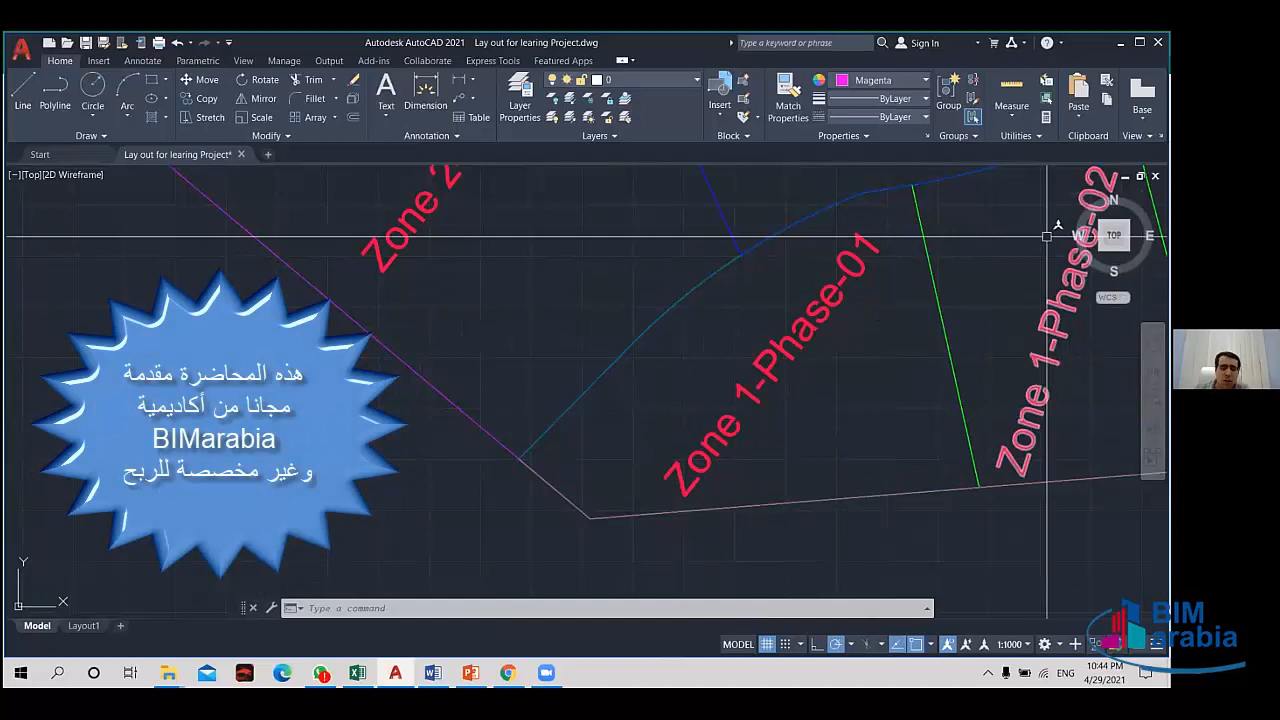 Autodesk AutoCAD 2021 Lay out for learing Project.dwg
Type a keyword or phrase
Sign In
Home Insert Annotate Parametric View Manage Output Add-ins Collaborate Express Tools Featured Apps
Line Polyline Circle Arc
Move Rotate Trim
Copy Mirror Fillet
Stretch Scale Array
Text Dimension Table
Layer Properties
0
Insert
Match Properties
Magenta
ByLayer
ByLayer
Group
Measure
Paste
Base
Draw Modify Annotation Layers Block Properties Groups Utilities Clipboard View
Start Lay out for learing Project*
[−][Top][2D Wireframe]
Zone 2
Zone 1-Phase-01
Zone 1-Phase-02
N
W TOP E
S
WCS
هذه المحاضرة مقدمة
مجانا من أكاديمية
BIMarabia
وغير مخصصة للربح
Y
X
Type a command
Model Layout1
MODEL 1:1000
BIM
arabia
ENG
10:44 PM
4/29/2021